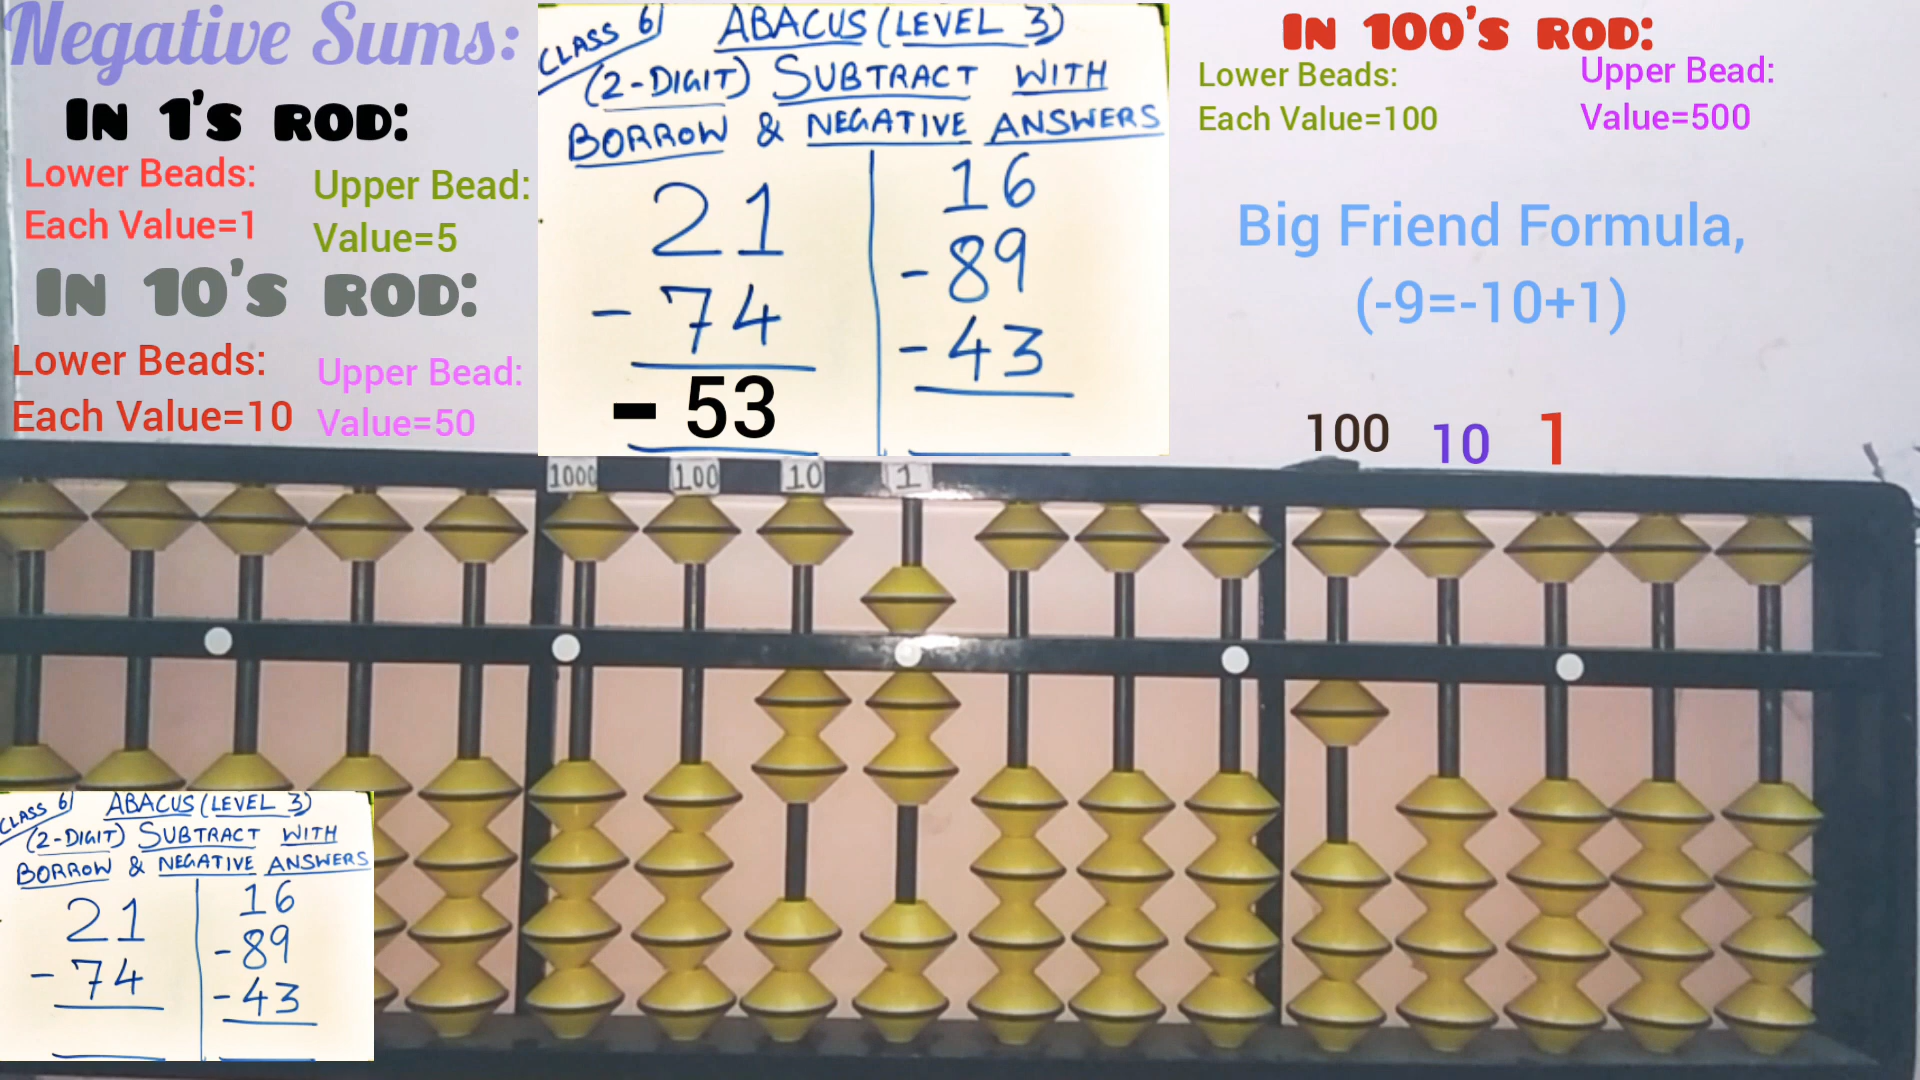 Negative Sums:
In 1's rod:
Lower Beads:
Each Value=1
Upper Bead:
Value=5
In 10's rod:
Lower Beads:
Each Value=10
Upper Bead:
Value=50
CLASS 6
ABACUS (LEVEL 3)
(2-DIGIT) SUBTRACT WITH
BORROW & NEGATIVE ANSWERS
21
- 74
- 53
16
- 89
- 43
In 100's rod:
Lower Beads:
Each Value=100
Upper Bead:
Value=500
Big Friend Formula,
(-9=-10+1)
100 10 1
1000 100 10 1
CLASS 6
ABACUS (LEVEL 3)
(2-DIGIT) SUBTRACT WITH
BORROW & NEGATIVE ANSWERS
21
- 74
16
- 89
- 43